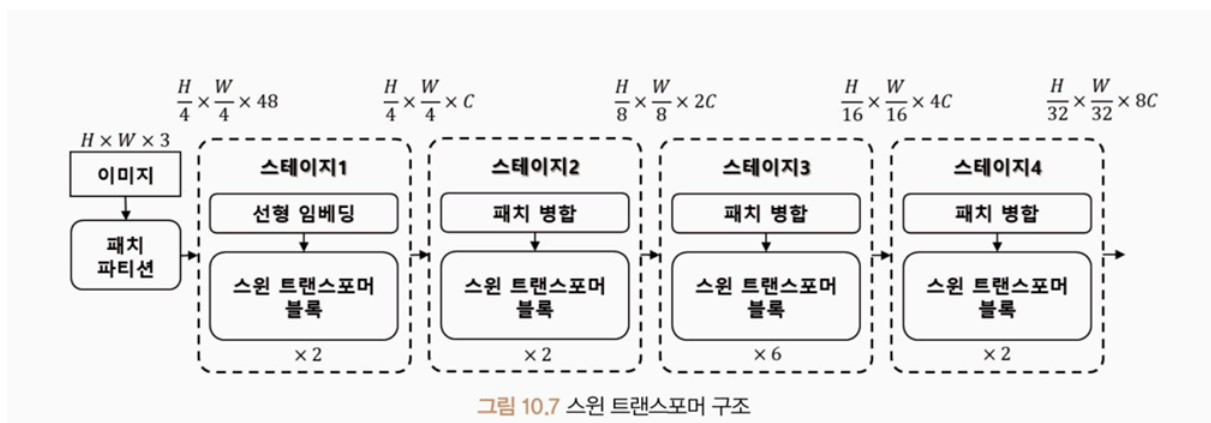 H/4 × W/4 × 48
H/4 × W/4 × C
H/8 × W/8 × 2C
H/16 × W/16 × 4C
H/32 × W/32 × 8C
H × W × 3
이미지
패치
파티션
스테이지1
선형 임베딩
스윈 트랜스포머
블록
× 2
스테이지2
패치 병합
스윈 트랜스포머
블록
× 2
스테이지3
패치 병합
스윈 트랜스포머
블록
× 6
스테이지4
패치 병합
스윈 트랜스포머
블록
× 2
그림 10.7 스윈 트랜스포머 구조